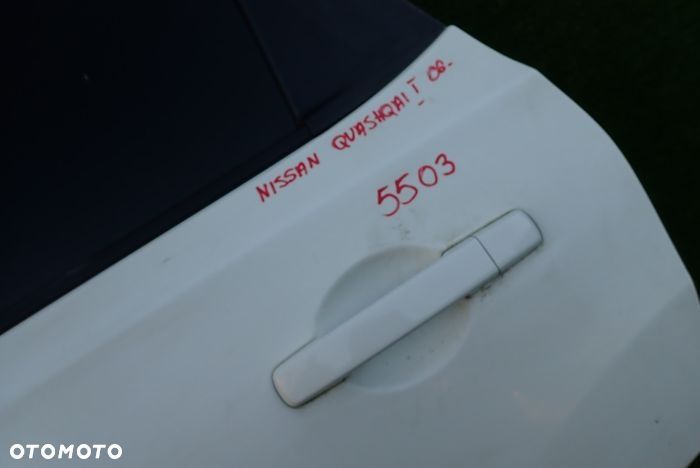 NISSAN QUASHQAI I 08.
5503
OTOMOTO